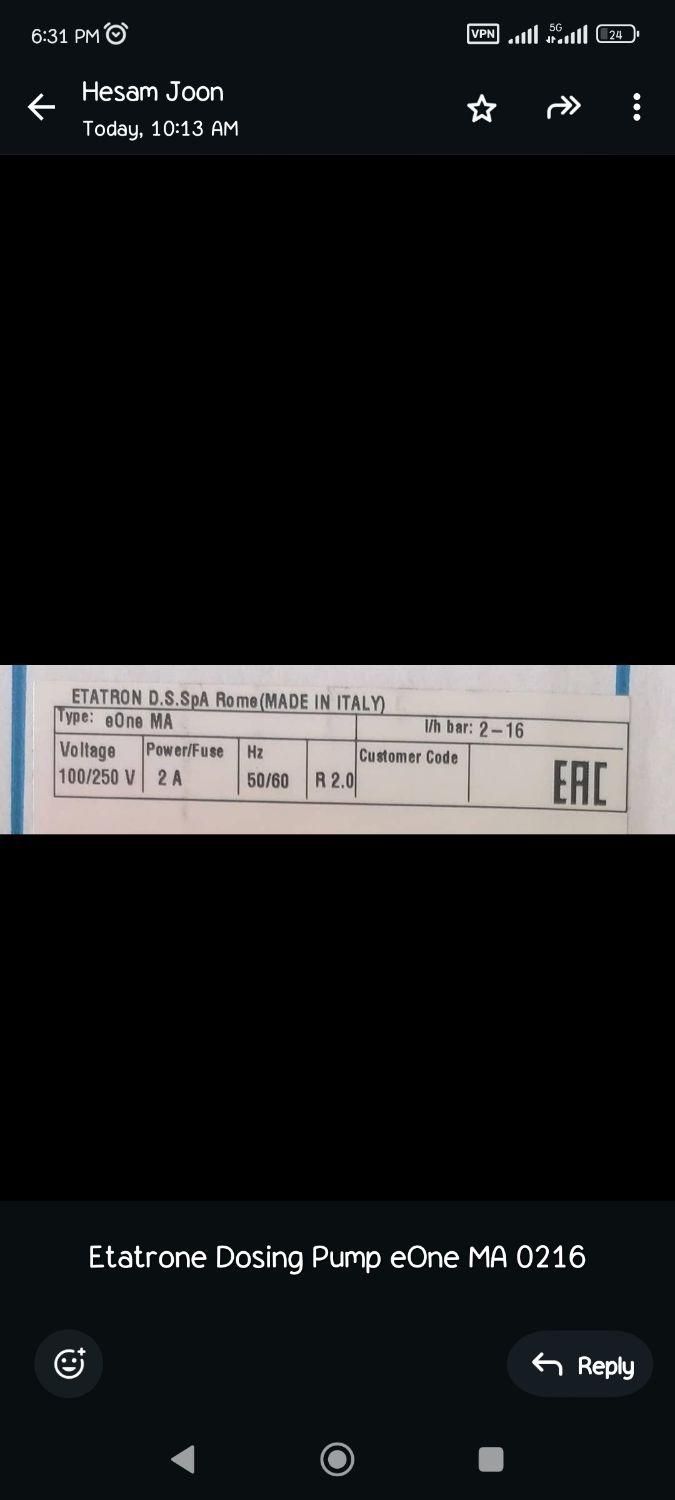 6:31 PM
VPN 5G 24
Hesam Joon
Today, 10:13 AM
ETATRON D.S.SpA Rome(MADE IN ITALY)
Type: eOne MA l/h bar: 2-16
Voltage Power/Fuse Hz Customer Code
100/250 V 2 A 50/60 R 2.0 EAC
Etatrone Dosing Pump eOne MA 0216
Reply